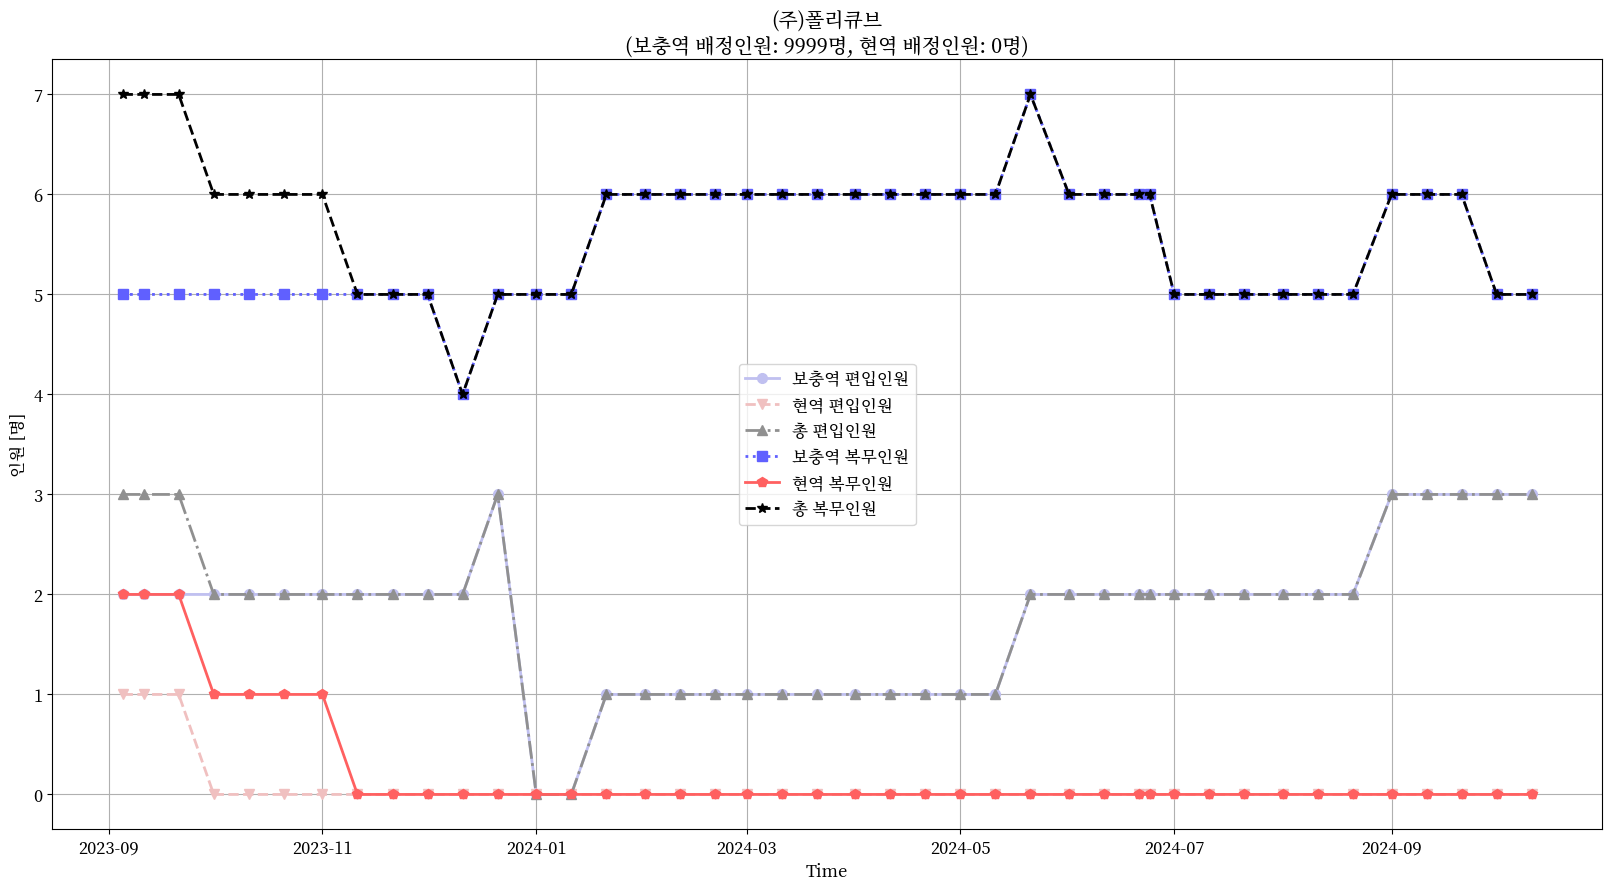 (주)폴리큐브
(보충역 배정인원: 9999명, 현역 배정인원: 0명)
인원 [명]
7
6
5
4
3
2
1
0
보충역 편입인원
현역 편입인원
총 편입인원
보충역 복무인원
현역 복무인원
총 복무인원
2023-09
2023-11
2024-01
2024-03
2024-05
2024-07
2024-09
Time